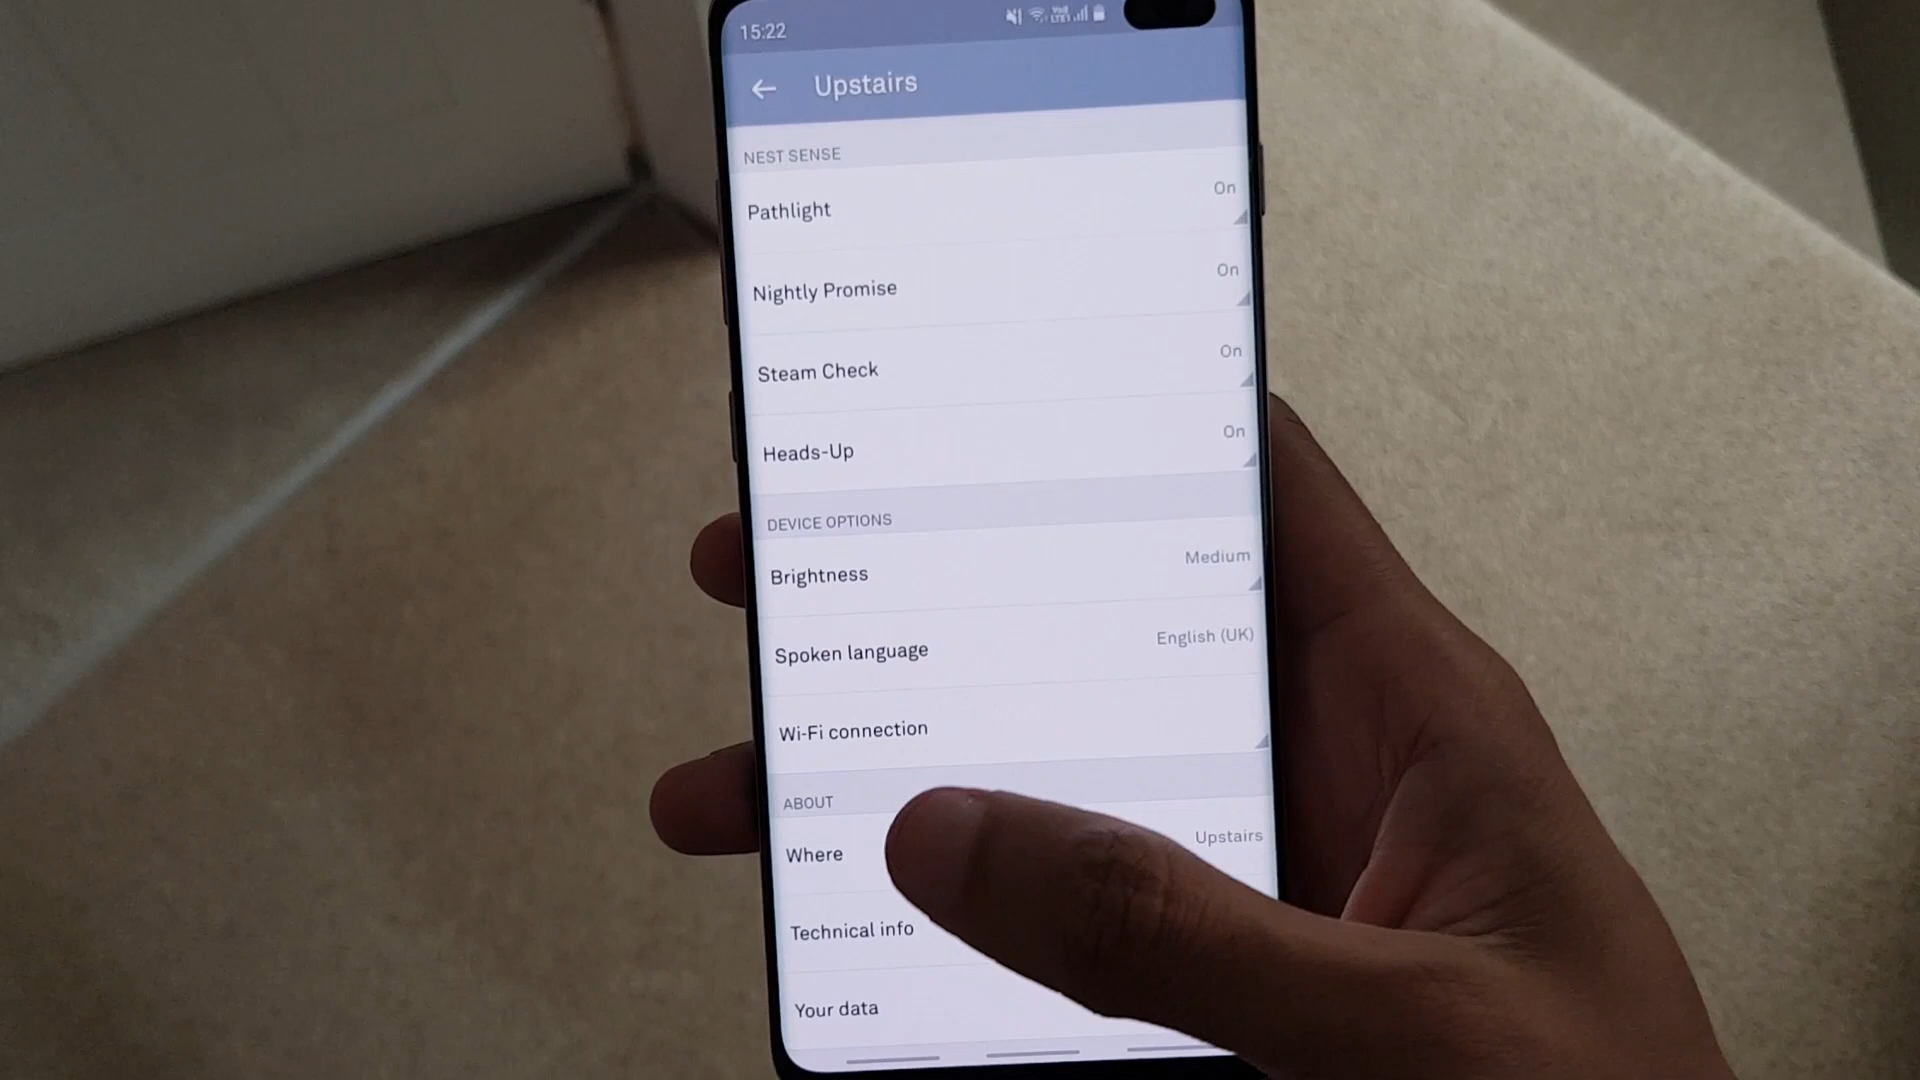 15:22
Upstairs
NEST SENSE
Pathlight On
Nightly Promise On
Steam Check On
Heads-Up On
DEVICE OPTIONS
Brightness Medium
Spoken language English (UK)
Wi-Fi connection
ABOUT
Where Upstairs
Technical info
Your data